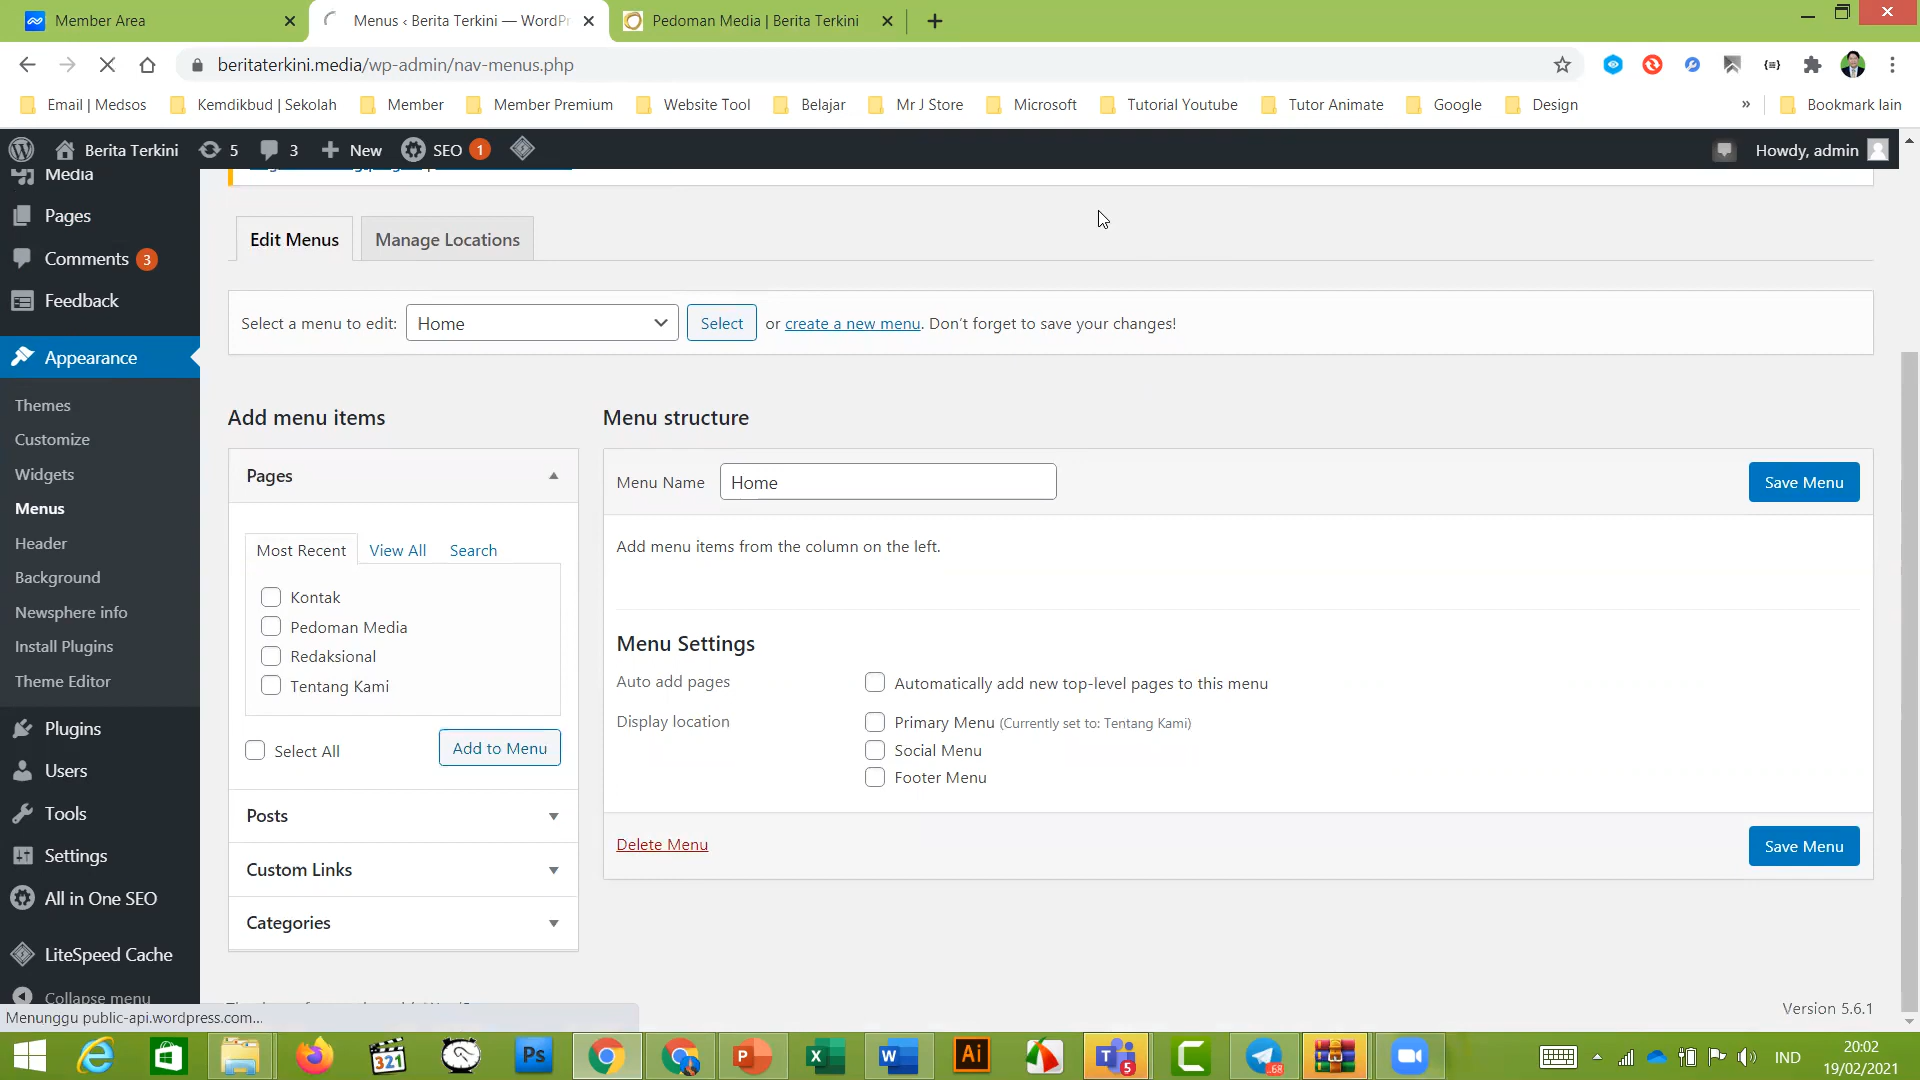 Member Area
Menus ‹ Berita Terkini — WordPr
Pedoman Media | Berita Terkini
beritaterkini.media/wp-admin/nav-menus.php
Email | Medsos
Kemdikbud | Sekolah
Member
Member Premium
Website Tool
Belajar
Mr J Store
Microsoft
Tutorial Youtube
Tutor Animate
Google
Design
»
Bookmark lain
Berita Terkini
5
3
New
SEO 1
Howdy, admin
Media
Pages
Comments 3
Feedback
Appearance
Themes
Customize
Widgets
Menus
Header
Background
Newsphere info
Install Plugins
Theme Editor
Plugins
Users
Tools
Settings
All in One SEO
LiteSpeed Cache
Collapse menu
Edit Menus
Manage Locations
Select a menu to edit: Home Select or create a new menu. Don’t forget to save your changes!
Add menu items
Pages
Most Recent View All Search
Kontak
Pedoman Media
Redaksional
Tentang Kami
Select All
Add to Menu
Posts
Custom Links
Categories
Menu structure
Menu Name Home
Save Menu
Add menu items from the column on the left.
Menu Settings
Auto add pages
Automatically add new top-level pages to this menu
Display location
Primary Menu (Currently set to: Tentang Kami)
Social Menu
Footer Menu
Delete Menu
Save Menu
Version 5.6.1
Menunggu public-api.wordpress.com...
321
Ps
Ai
5
68
IND
20:02
19/02/2021